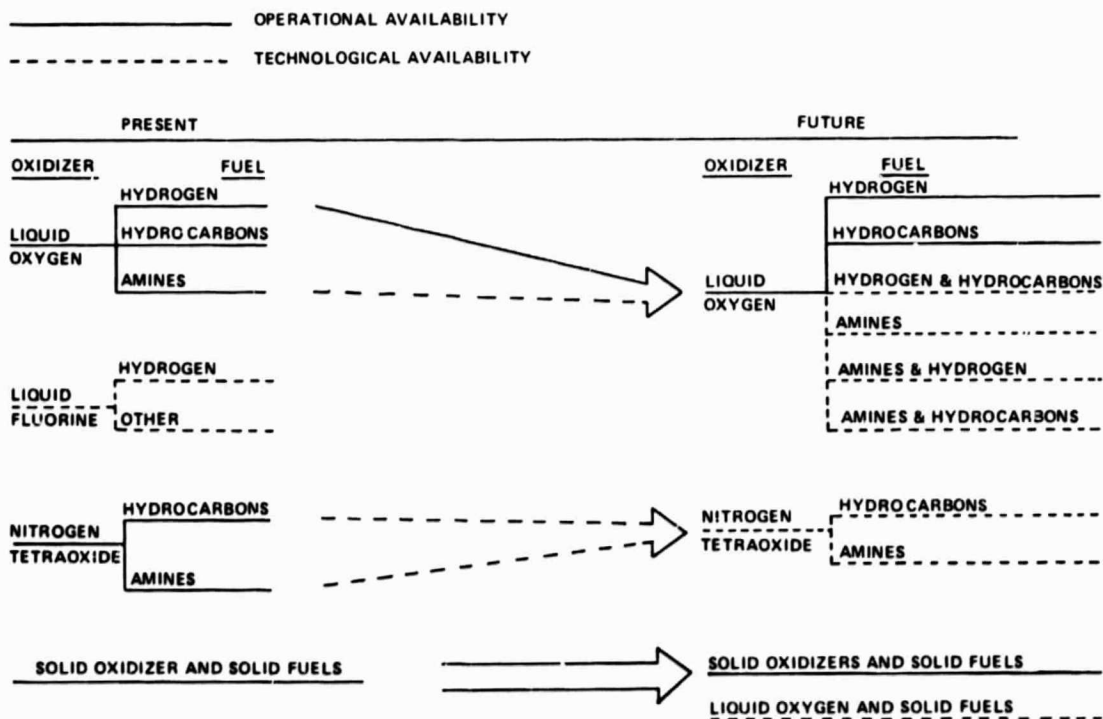 OPERATIONAL AVAILABILITY
TECHNOLOGICAL AVAILABILITY
PRESENT
FUTURE
OXIDIZER
FUEL
HYDROGEN
LIQUID
OXYGEN
HYDROCARBONS
AMINES
HYDROGEN
LIQUID
FLUORINE
OTHER
HYDROCARBONS
NITROGEN
TETRAOXIDE
AMINES
SOLID OXIDIZER AND SOLID FUELS
OXIDIZER
FUEL
HYDROGEN
HYDROCARBONS
LIQUID
OXYGEN
HYDROGEN & HYDROCARBONS
AMINES
AMINES & HYDROGEN
AMINES & HYDROCARBONS
HYDROCARBONS
NITROGEN
TETRAOXIDE
AMINES
SOLID OXIDIZERS AND SOLID FUELS
LIQUID OXYGEN AND SOLID FUELS